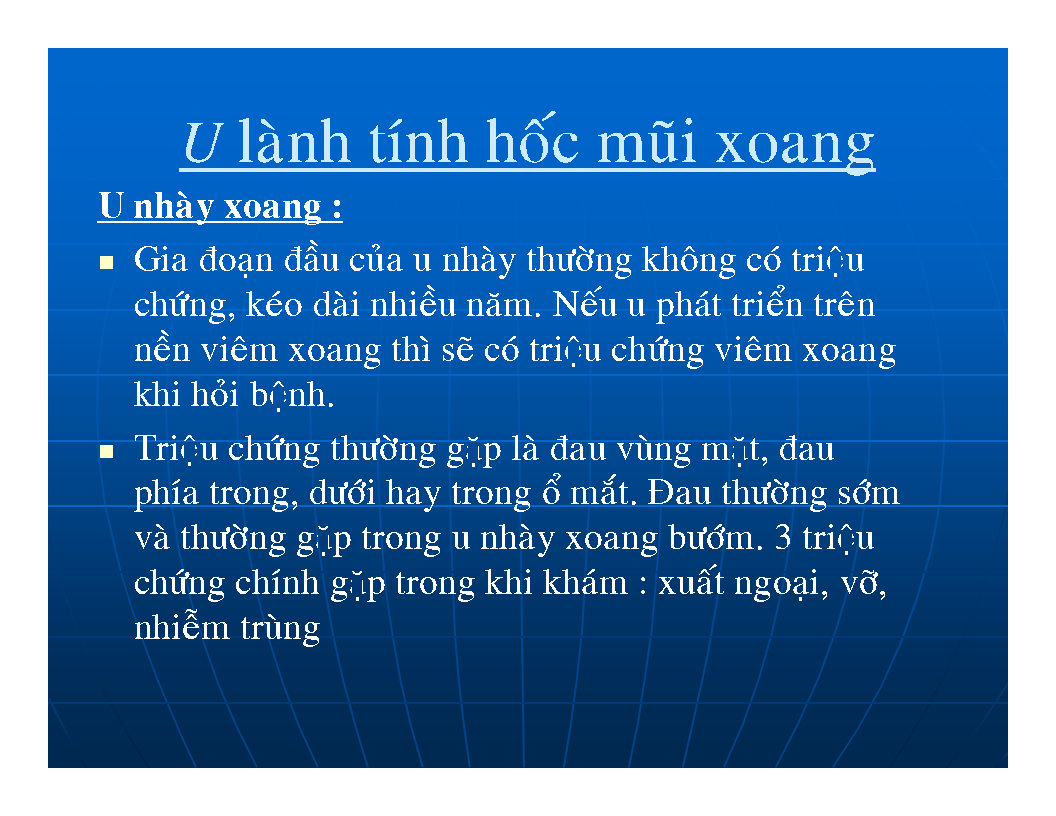 U lành tính hốc mũi xoang
U nhày xoang :
Gia đoạn đầu của u nhày thường không có triệu
chứng, kéo dài nhiều năm. Nếu u phát triển trên
nền viêm xoang thì sẽ có triệu chứng viêm xoang
khi hỏi bệnh.
Triệu chứng thường gặp là đau vùng mặt, đau
phía trong, dưới hay trong ổ mắt. Đau thường sớm
và thường gặp trong u nhày xoang bướm. 3 triệu
chứng chính gặp trong khi khám : xuất ngoại, vỡ,
nhiễm trùng